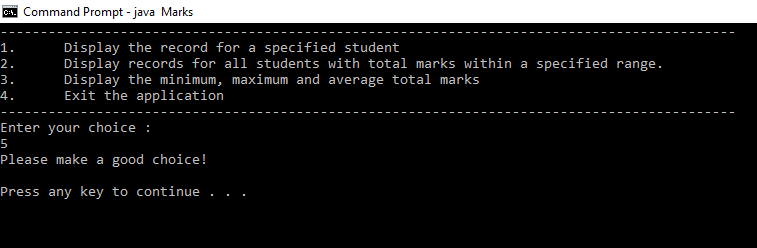 Command Prompt - java  Marks
--------------------------------------------------------------------------------------------
1.      Display the record for a specified student
2.      Display records for all students with total marks within a specified range.
3.      Display the minimum, maximum and average total marks
4.      Exit the application
--------------------------------------------------------------------------------------------
Enter your choice :
5
Please make a good choice!
Press any key to continue . . .